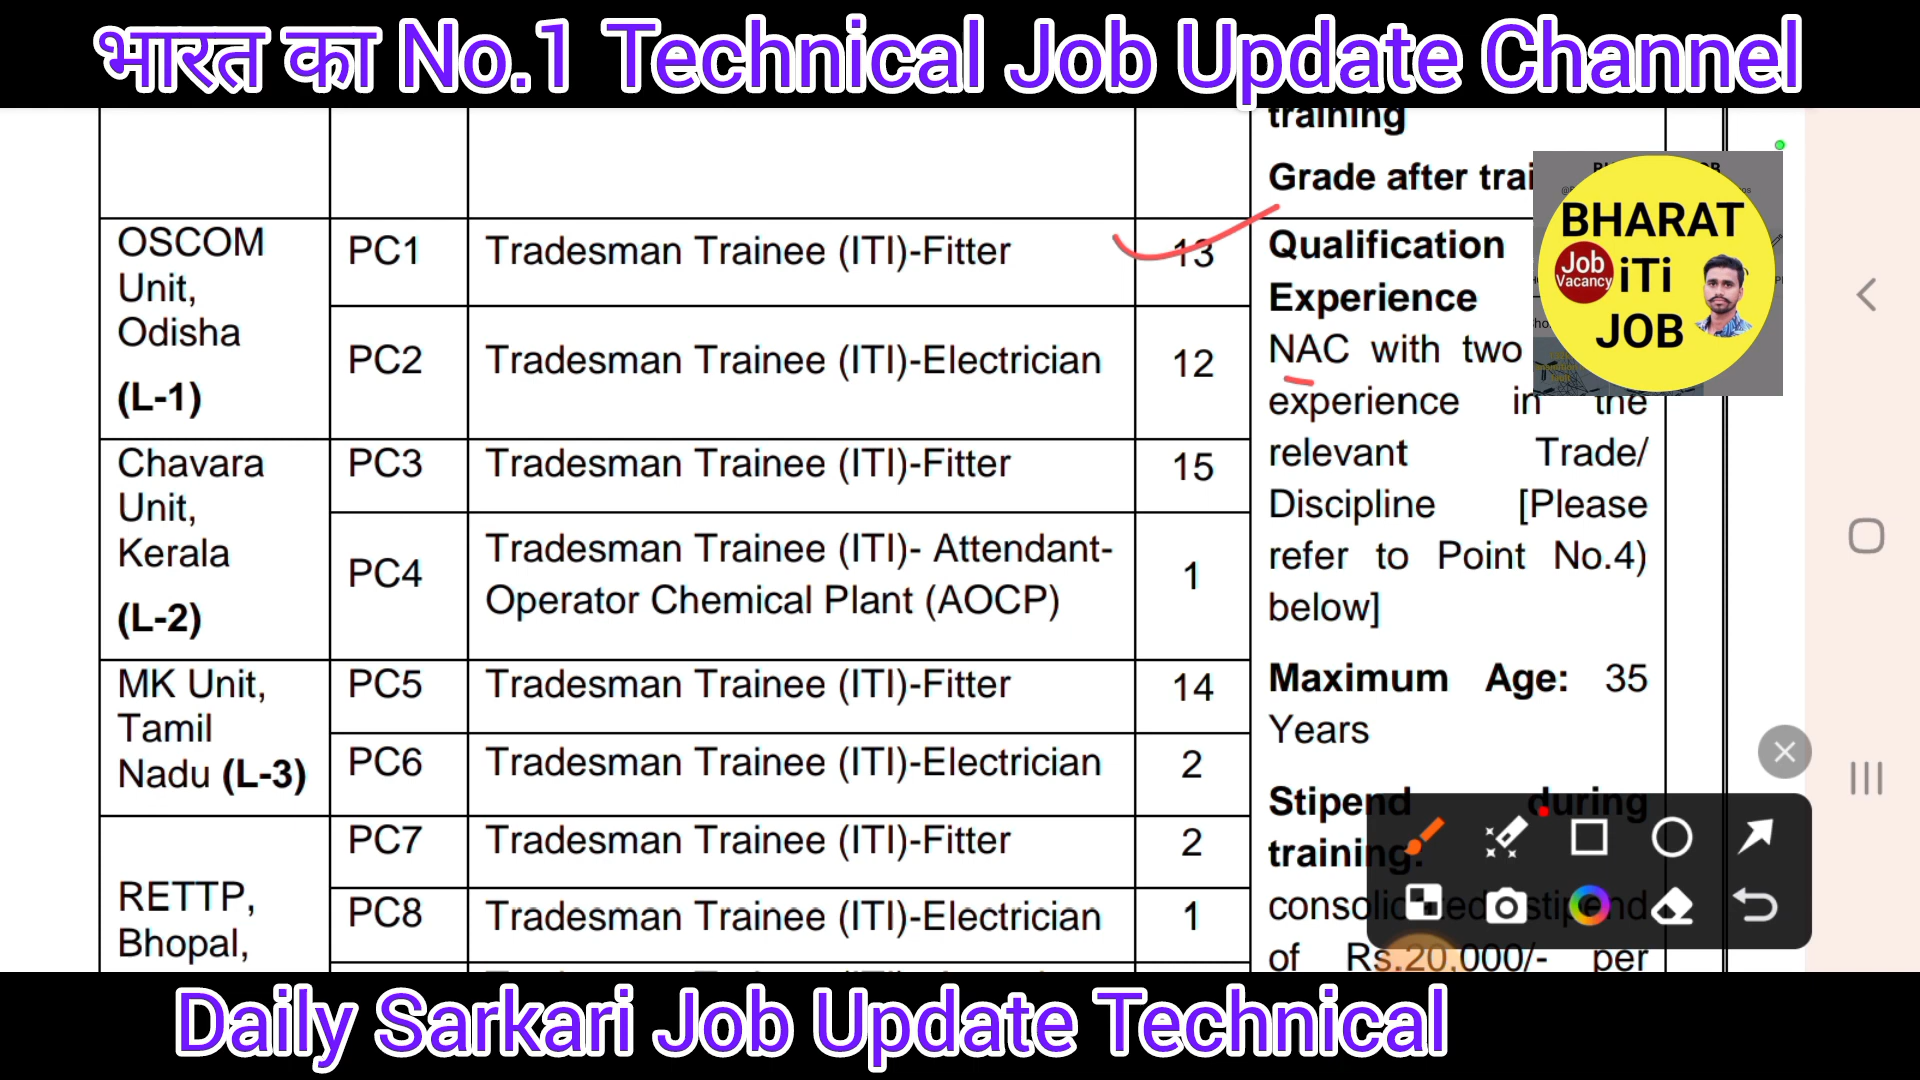 भारत का No.1 Technical Job Update Channel
training
Grade after trai
OSCOM
Unit,
Odisha
(L-1)
PC1
Tradesman Trainee (ITI)-Fitter
13
PC2
Tradesman Trainee (ITI)-Electrician
12
Chavara
Unit,
Kerala
(L-2)
PC3
Tradesman Trainee (ITI)-Fitter
15
PC4
Tradesman Trainee (ITI)- Attendant-
Operator Chemical Plant (AOCP)
1
MK Unit,
Tamil
Nadu (L-3)
PC5
Tradesman Trainee (ITI)-Fitter
14
PC6
Tradesman Trainee (ITI)-Electrician
2
RETTP,
Bhopal,
PC7
Tradesman Trainee (ITI)-Fitter
2
PC8
Tradesman Trainee (ITI)-Electrician
1
Qualification
Experience
NAC with two
experience in the
relevant Trade/
Discipline [Please
refer to Point No.4)
below]
Maximum Age: 35
Years
Stipend during
training:
consolidated stipend
of Rs.20,000/- per
BHARAT
Job
Vacancy
iTi
JOB
Daily Sarkari Job Update Technical